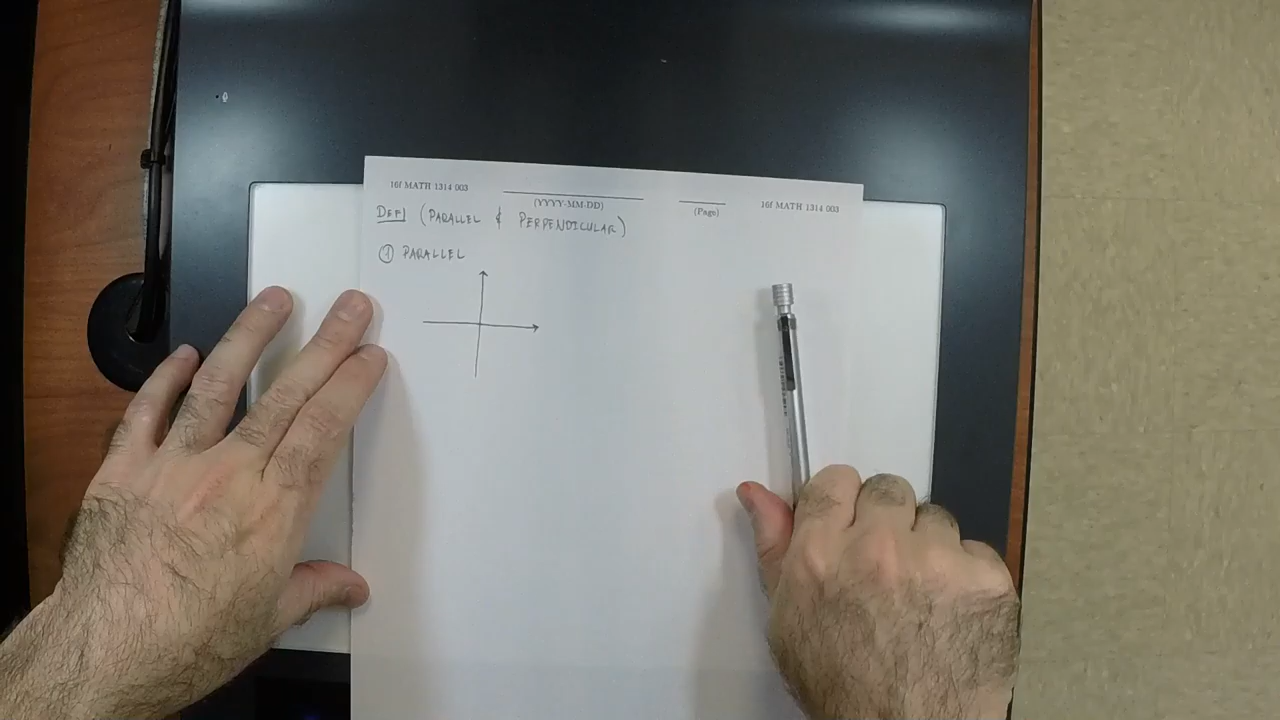 16f MATH 1314 003
(YYYY-MM-DD)
(Page)
16f MATH 1314 003
DEF] (PARALLEL & PERPENDICULAR)
① PARALLEL